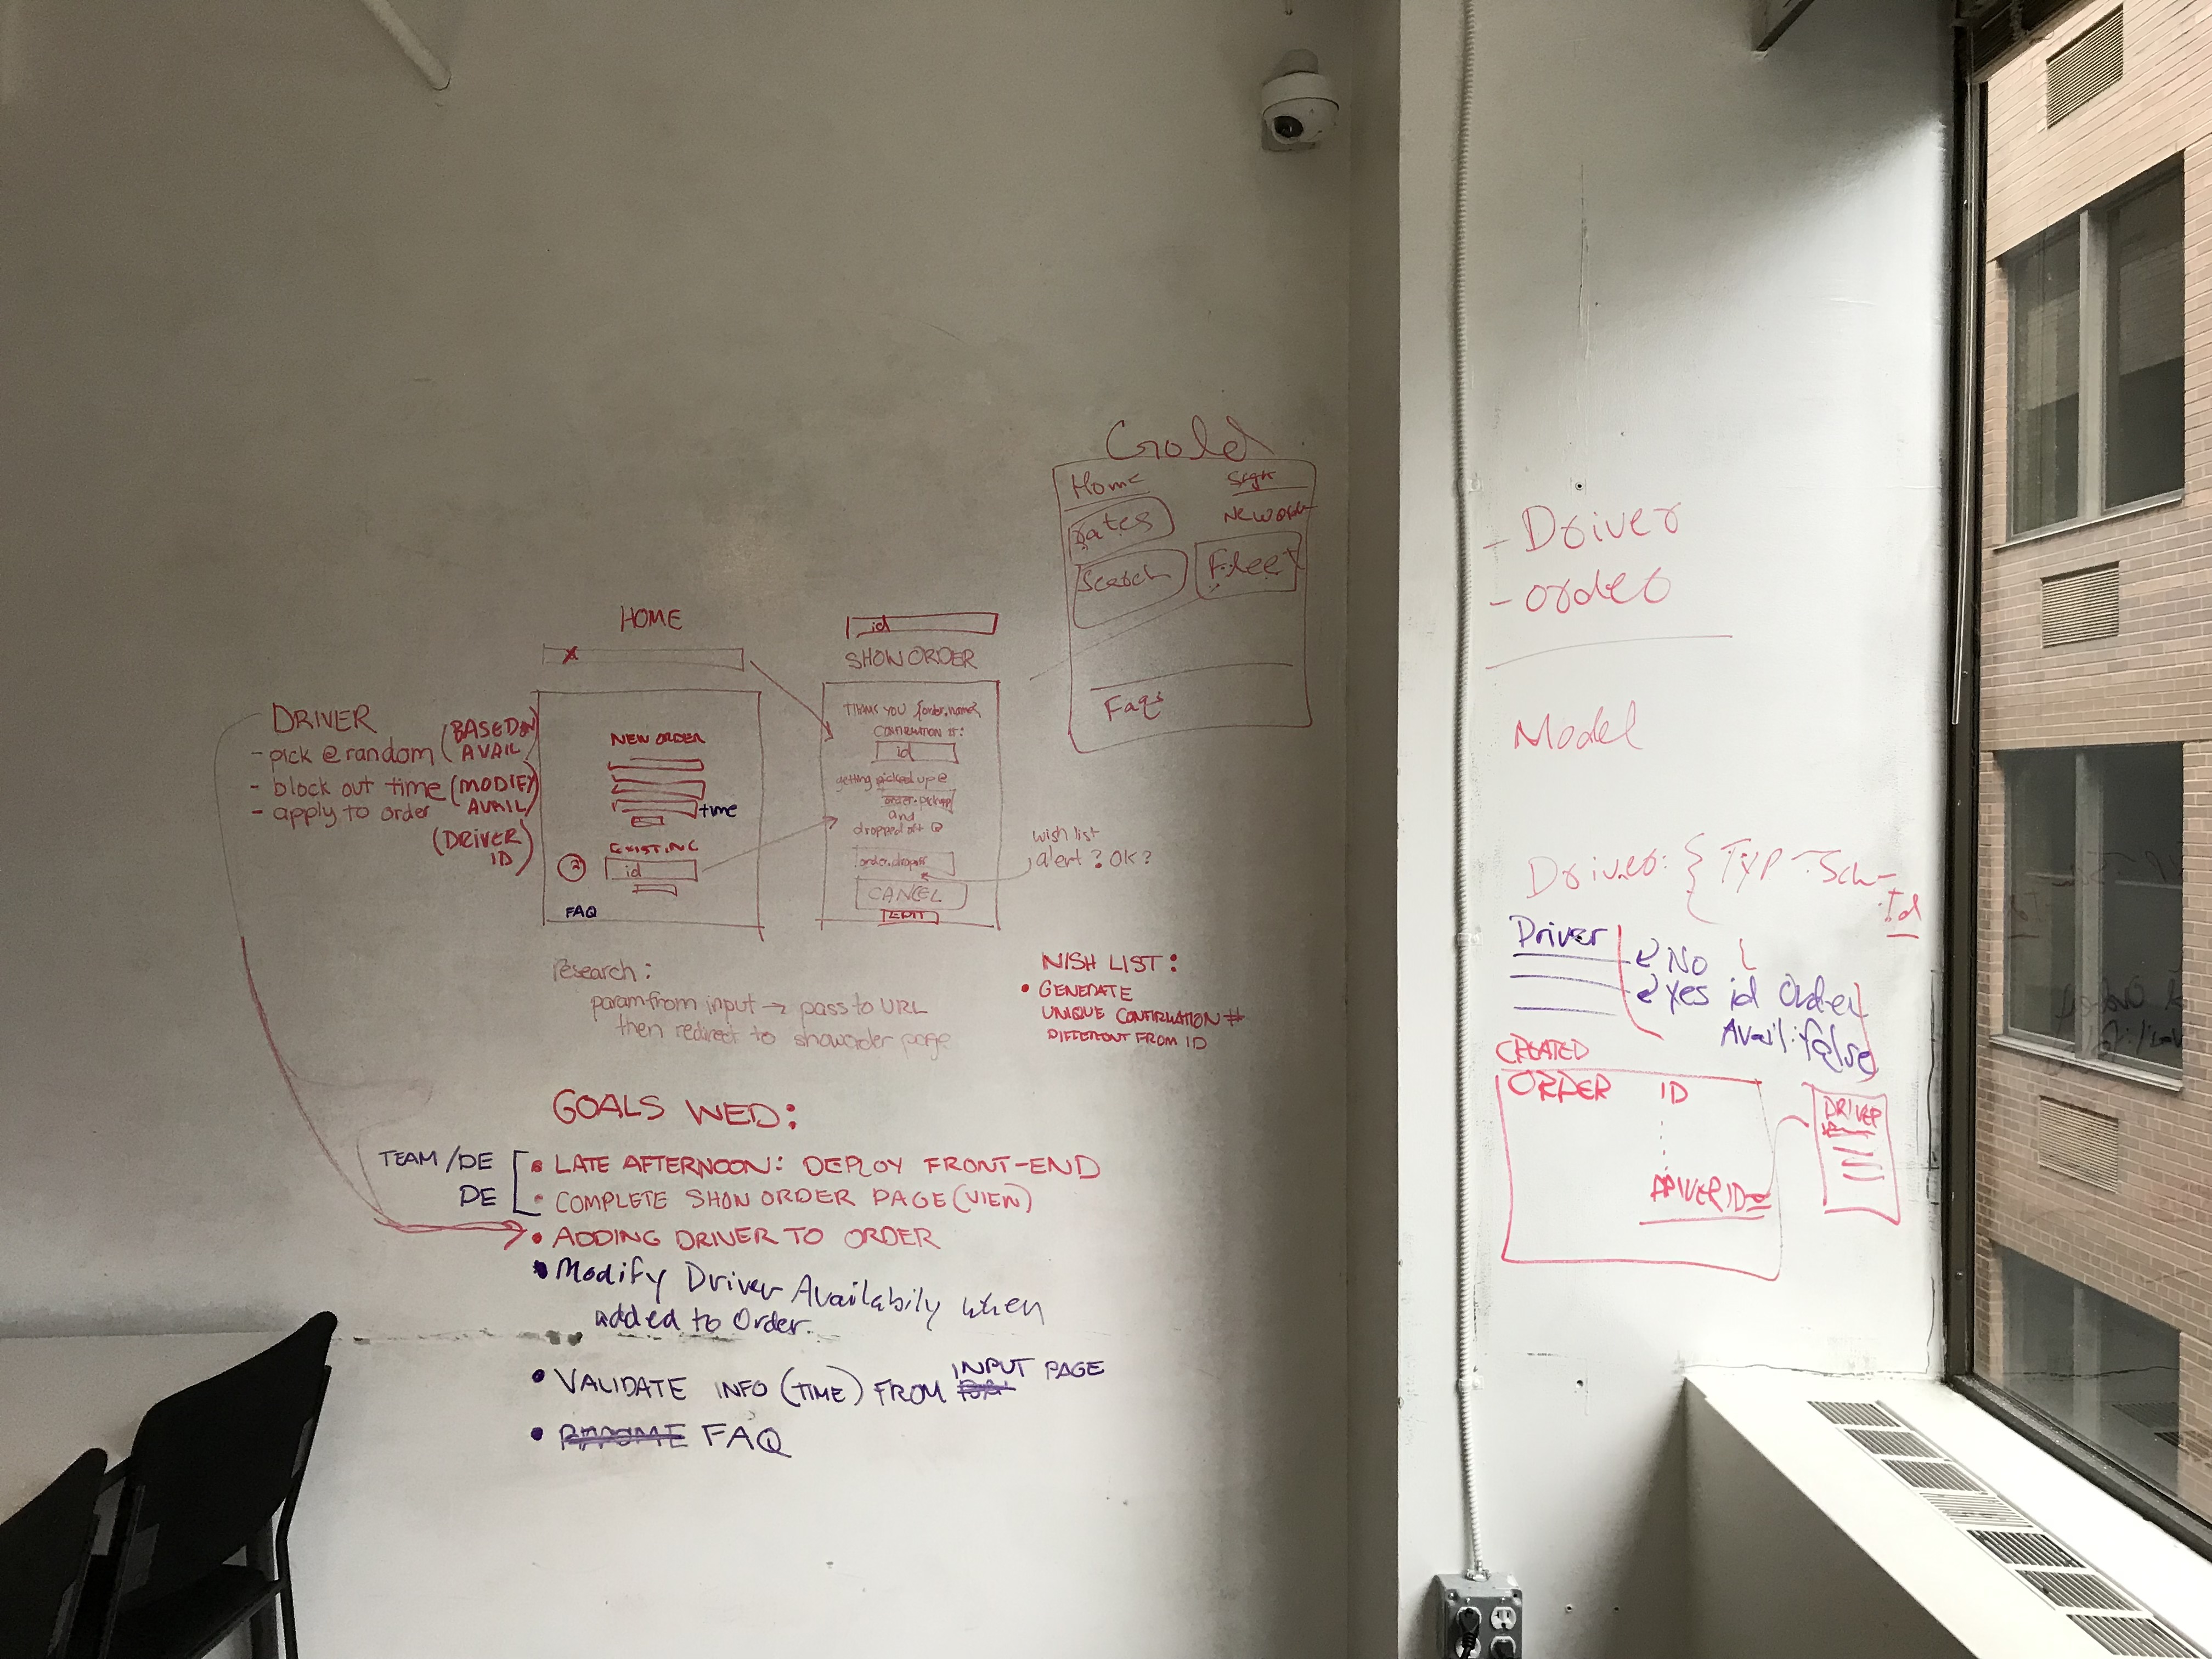 Gold
Home
Sign
New order
Rates
Search
Fleet
Faqs
HOME
NEW ORDER
time
EXISTING
2
id
FAQ
id
SHOW ORDER
THANK YOU {order.name}
CONFIRMATION #:
id
getting picked up @
order.pickup
and
dropped off @
order.dropoff
CANCEL
EDIT
wish list
alert? OK?
DRIVER
- pick @ random (BASED ON AVAIL)
- block out time (MODIFY AVAIL)
- apply to order
(DRIVER ID)
research:
param from input → pass to URL
then redirect to showorder page
WISH LIST:
• GENERATE
UNIQUE CONFIRMATION #
DIFFERENT FROM ID
GOALS WED:
TEAM/DE • LATE AFTERNOON: DEPLOY FRONT-END
DE • COMPLETE SHOW ORDER PAGE (VIEW)
• ADDING DRIVER TO ORDER
• Modify Driver Availabily when
added to Order.
• VALIDATE INFO (TIME) FROM INPUT PAGE
• FAQ
- Driver
- order
Model
Driver: { Typ - Sch-
Id
Driver
No
Yes id Order
Avail: false
CREATED
ORDER ID
DRIVER ID
DRIVER